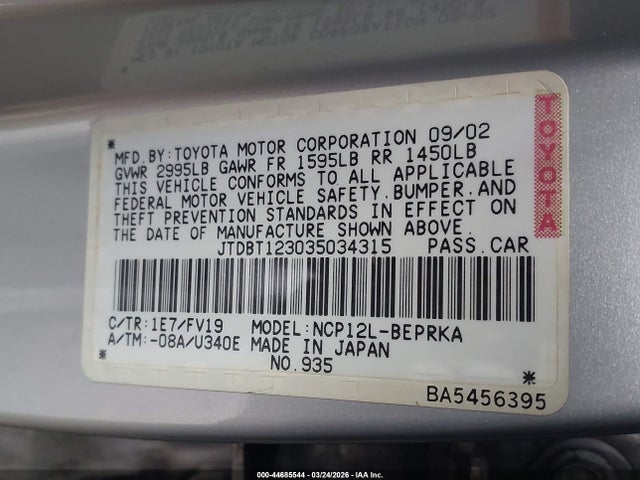 MFD.BY:TOYOTA MOTOR CORPORATION 09/02
GVWR 2995LB GAWR FR 1595LB RR 1450LB
THIS VEHICLE CONFORMS TO ALL APPLICABLE
FEDERAL MOTOR VEHICLE SAFETY,BUMPER,AND
THEFT PREVENTION STANDARDS IN EFFECT ON
THE DATE OF MANUFACTURE SHOWN ABOVE.
JTDBT123035034315 PASS.CAR
C/TR:1E7/FV19 MODEL:NCP12L-BEPRKA
A/TM:-08A/U340E MADE IN JAPAN
NO.935
BA5456395
TOYOTA
000-44685544 | 03/24/2026 | IAA Inc.